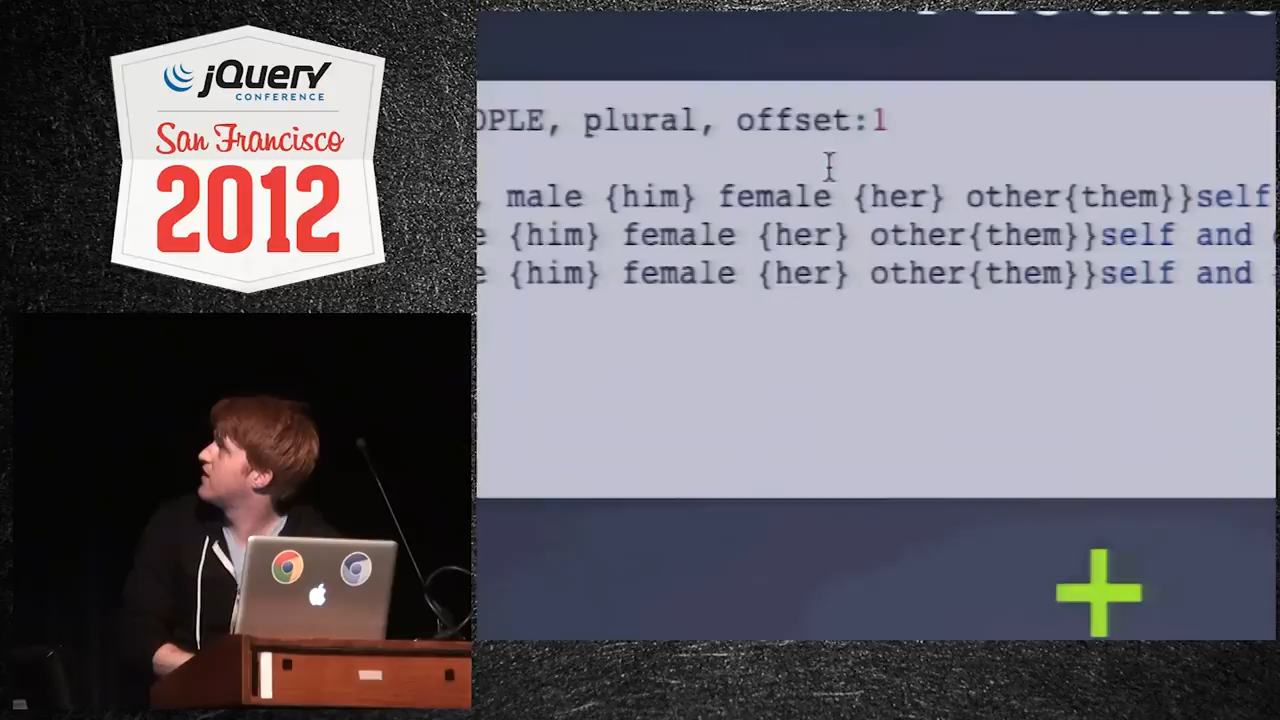 jQuery
CONFERENCE
San Francisco
2012
OPLE, plural, offset:1
, male {him} female {her} other{them}}self
e {him} female {her} other{them}}self and
e {him} female {her} other{them}}self and